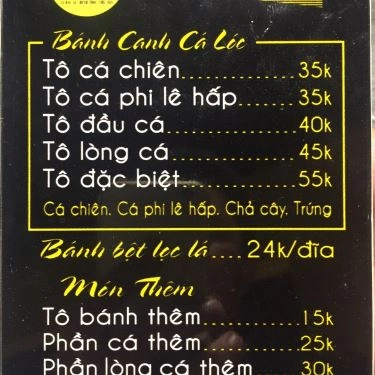 Bánh Canh Cá Lóc
Tô cá chiên..............35k
Tô cá phi lê hấp.......35k
Tô đầu cá...............40k
Tô lòng cá...............45k
Tô đặc biệt..............55k
Cá chiên. Cá phi lê hấp. Chả cây. Trứng
Bánh bột lọc lá....24k/đĩa
Món Thêm
Tô bánh thêm.............15k
Phần cá thêm............25k
Phần lòng cá thêm.....30k